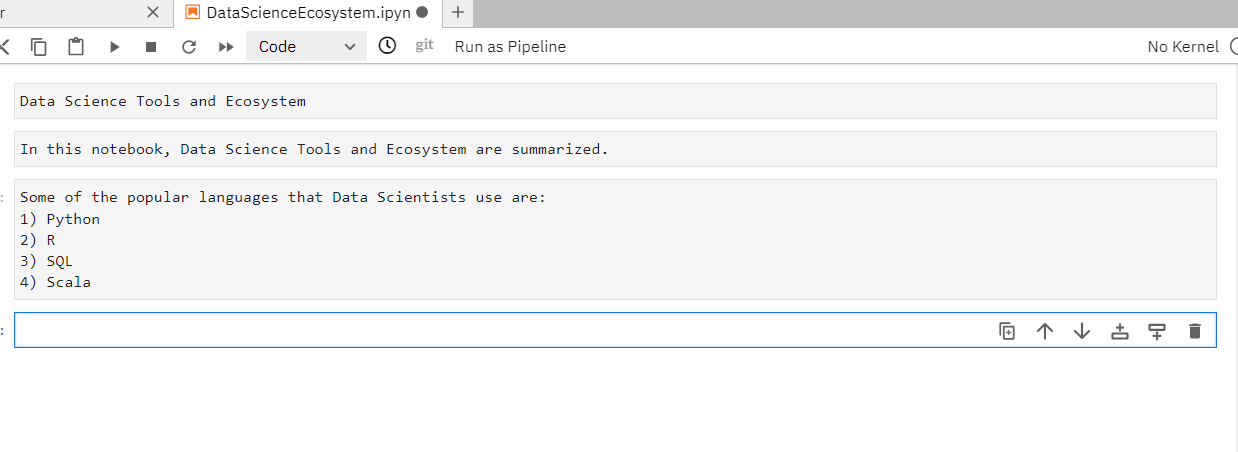 r
DataScienceEcosystem.ipyn
Code
git
Run as Pipeline
No Kernel
Data Science Tools and Ecosystem
In this notebook, Data Science Tools and Ecosystem are summarized.
: Some of the popular languages that Data Scientists use are:
1) Python
2) R
3) SQL
4) Scala
: